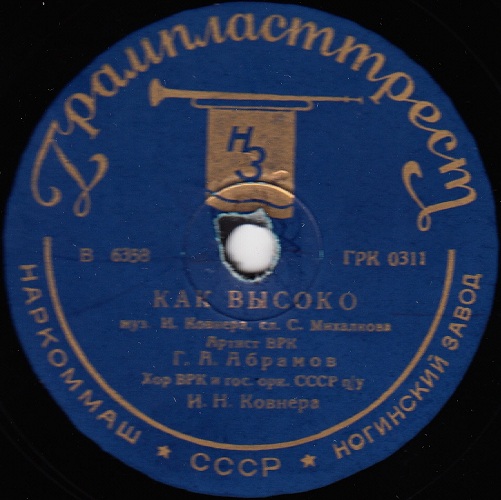 Грампласттрест
НЗ
В 6358
ГРК 0311
КАК ВЫСОКО
муз. И. Ковнера, сл. С. Михалкова
Артист ВРК
Г. А. Абрамов
Хор ВРК и гос. орк. СССР п/у
И. Н. Ковнера
НАРКОММАШ ★ СССР ★ НОГИНСКИЙ ЗАВОД